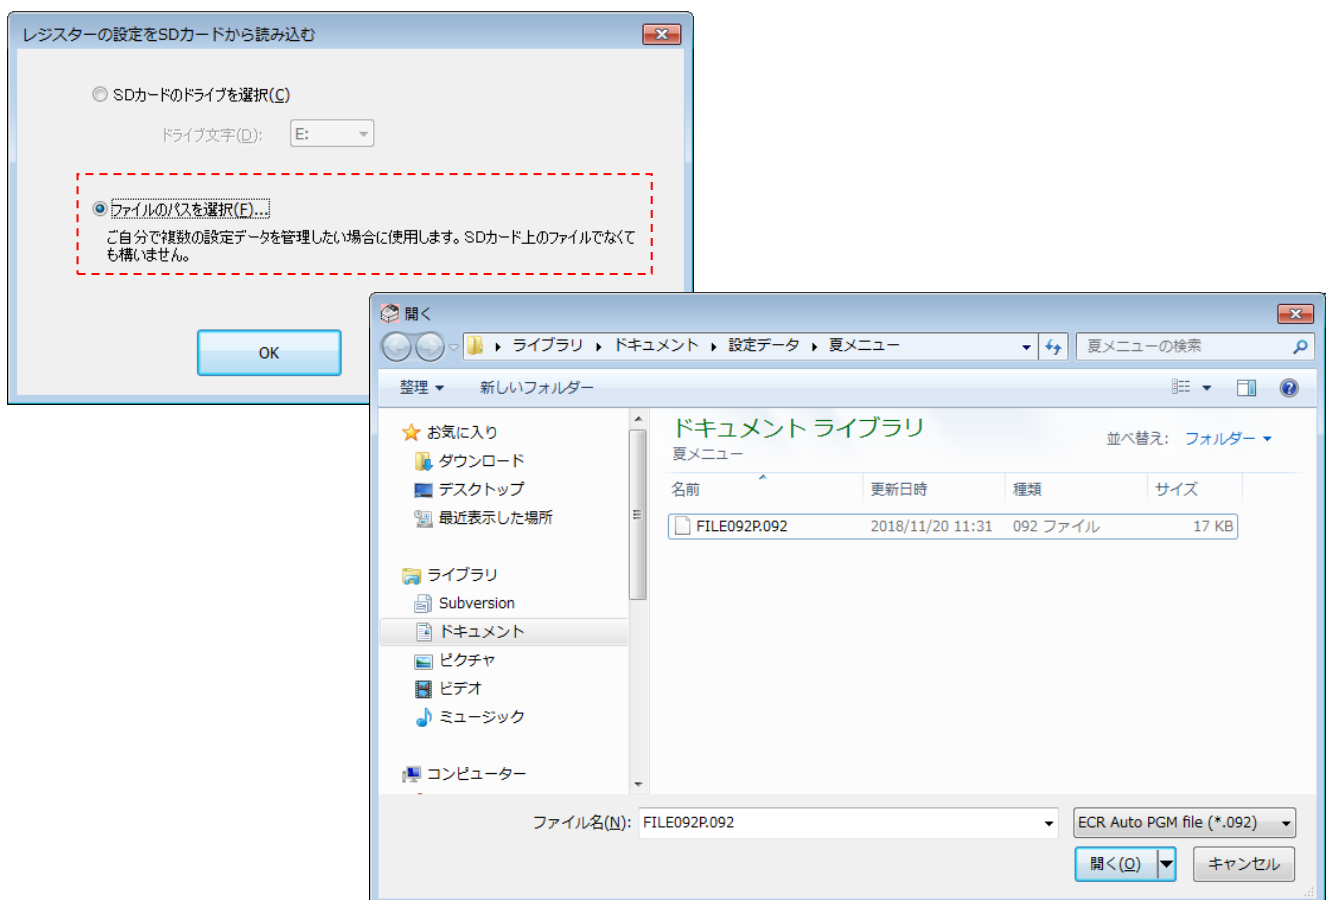 レジスターの設定をSDカードから読み込む
SDカードのドライブを選択(C)
ドライブ文字(D): E:
ファイルのパスを選択(F)...
ご自分で複数の設定データを管理したい場合に使用します。SDカード上のファイルでなくて
も構いません。
OK
開く
ライブラリ ドキュメント 設定データ 夏メニュー 夏メニューの検索
整理 新しいフォルダー
お気に入り
ダウンロード
デスクトップ
最近表示した場所
ライブラリ
Subversion
ドキュメント
ピクチャ
ビデオ
ミュージック
コンピューター
ドキュメント ライブラリ
夏メニュー
並べ替え: フォルダー
名前 更新日時 種類 サイズ
FILE092P.092 2018/11/20 11:31 092 ファイル 17 KB
ファイル名(N): FILE092P.092 ECR Auto PGM file (*.092)
開く(O) キャンセル